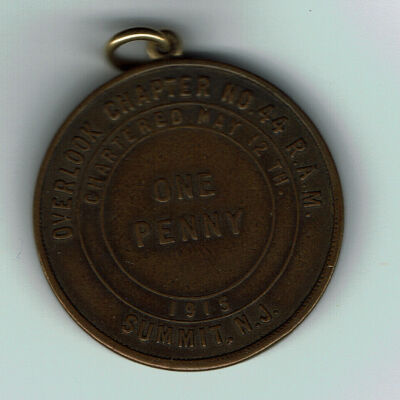 OVERLOOK CHAPTER NO. 44 R.A.M.
CHARTERED MAY 12 TH.
ONE
PENNY
1915
SUMMIT, N.J.